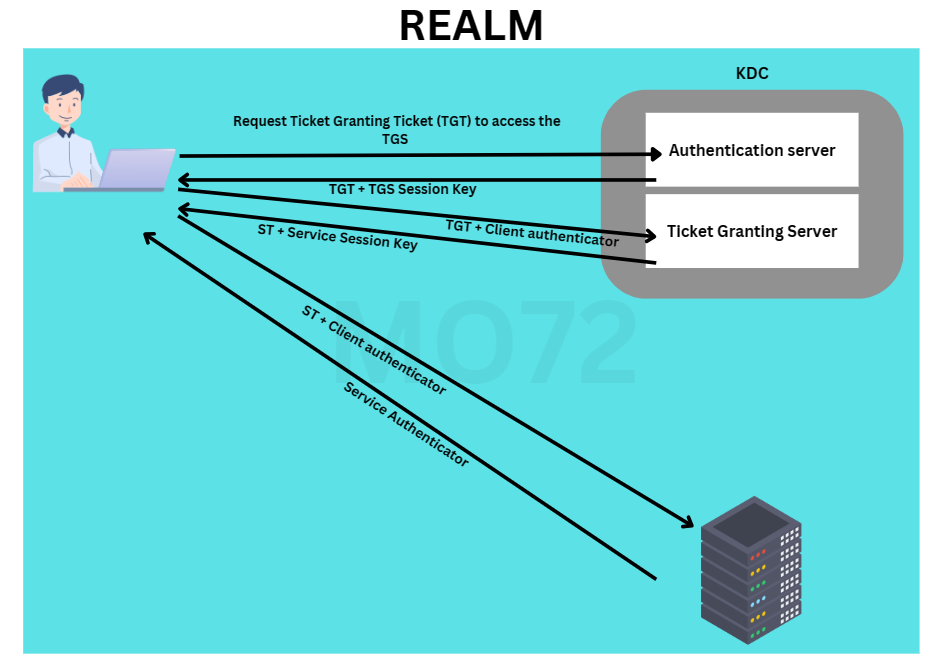 REALM
KDC
Request Ticket Granting Ticket (TGT) to access the
TGS
Authentication server
TGT + TGS Session Key
TGT + Client authenticator
Ticket Granting Server
ST + Service Session Key
MO72
ST + Client authenticator
Service Authenticator